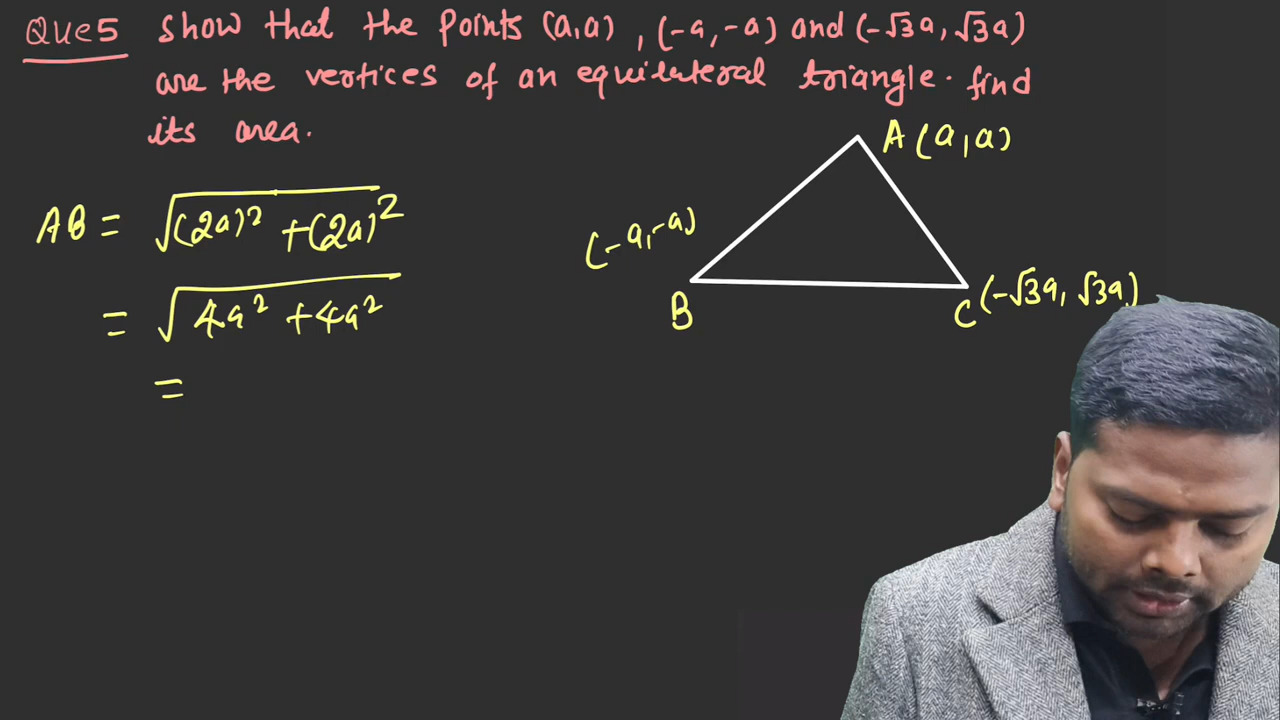 Que5 Show that the Points (a,a), (-a,-a) and (-√3a, √3a)
are the vertices of an equilateral triangle. find
its area.
A (a,a)
AB = √(2a)² + (2a)²
(-a,-a)
= √4a² + 4a²
B
C (-√3a, √3a)
=